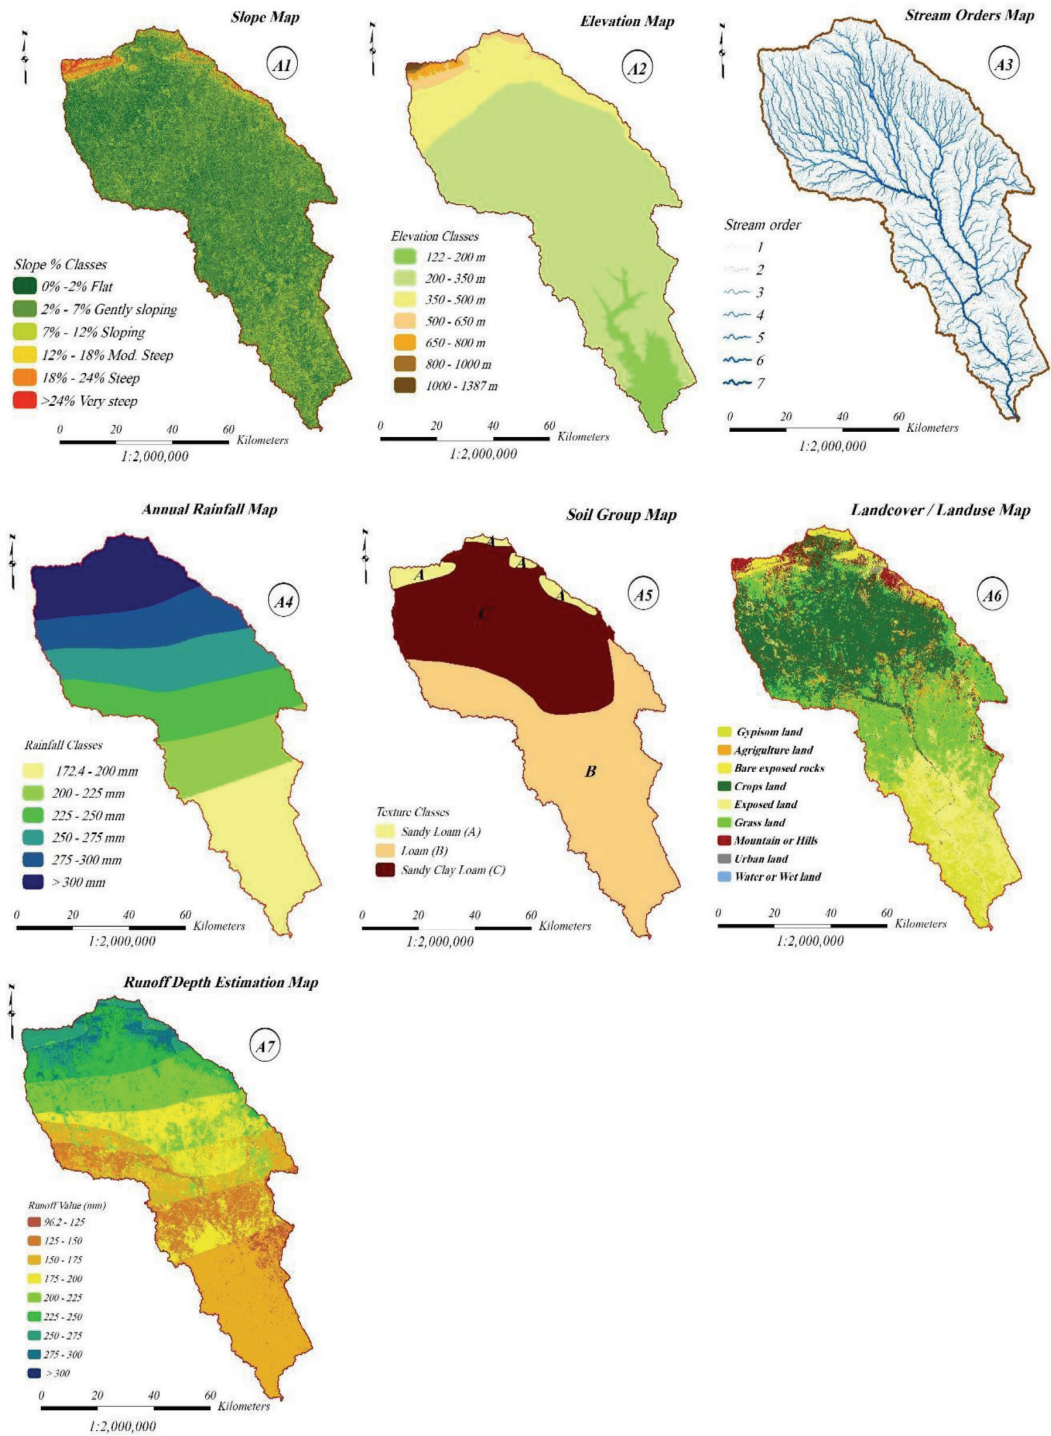 Slope Map
N
A1
Slope % Classes
0% -2% Flat
2% - 7% Gently sloping
7% - 12% Sloping
12% - 18% Mod. Steep
18% - 24% Steep
>24% Very steep
0 20 40 60
Kilometers
1:2,000,000
Elevation Map
N
A2
Elevation Classes
122 - 200 m
200 - 350 m
350 - 500 m
500 - 650 m
650 - 800 m
800 - 1000 m
1000 - 1387 m
0 20 40 60
Kilometers
1:2,000,000
Stream Orders Map
N
A3
Stream order
1
2
3
4
5
6
7
0 20 40 60
Kilometers
1:2,000,000
Annual Rainfall Map
N
A4
Rainfall Classes
172.4 - 200 mm
200 - 225 mm
225 - 250 mm
250 - 275 mm
275 -300 mm
> 300 mm
0 20 40 60
Kilometers
1:2,000,000
Soil Group Map
N
A
A
A
A
A5
C
B
Texture Classes
Sandy Loam (A)
Loam (B)
Sandy Clay Loam (C)
0 20 40 60
Kilometers
1:2,000,000
Landcover / Landuse Map
N
A6
Gypisom land
Agrigulture land
Bare exposed rocks
Crops land
Exposed land
Grass land
Mountain or Hills
Urban land
Water or Wet land
0 20 40 60
Kilometers
1:2,000,000
Runoff Depth Estimation Map
N
A7
Runoff Value (mm)
96.2 - 125
125 - 150
150 - 175
175 - 200
200 - 225
225 - 250
250 - 275
275 - 300
> 300
0 20 40 60
Kilometers
1:2,000,000